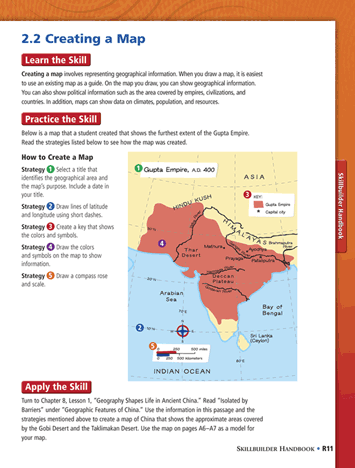 2.2 Creating a Map
Learn the Skill
Creating a map involves representing geographical information. When you draw a map, it is easiest
to use an existing map as a guide. On the map you draw, you can show geographical information.
You can also show political information such as the area covered by empires, civilizations, and
countries. In addition, maps can show data on climates, population, and resources.
Practice the Skill
Below is a map that a student created that shows the furthest extent of the Gupta Empire.
Read the strategies listed below to see how the map was created.
How to Create a Map
Strategy 1 Select a title that
identifies the geographical area and
the map's purpose. Include a date in
your title.
Strategy 2 Draw lines of latitude
and longitude using short dashes.
Strategy 3 Create a key that shows
the colors and symbols.
Strategy 4 Draw the colors
and symbols on the map to show
information.
Strategy 5 Draw a compass rose
and scale.
1 Gupta Empire, A.D. 400
ASIA
3 KEY:
Gupta Empire
Capital city
HINDU KUSH
HIMALAYAS
4
Thar
Desert
Mathura
Ayodhya
Prayaga
Pataliputra
Brahmaputra
River
Deccan
Plateau
Arabian
Sea
Bay of
Bengal
2
Sri Lanka
(Ceylon)
5
0 250 500 miles
0 250 500 kilometers
INDIAN OCEAN
Skillbuilder Handbook
Apply the Skill
Turn to Chapter 8, Lesson 1, "Geography Shapes Life in Ancient China." Read "Isolated by
Barriers" under "Geographic Features of China." Use the information in this passage and the
strategies mentioned above to create a map of China that shows the approximate areas covered
by the Gobi Desert and the Taklimakan Desert. Use the map on pages A6–A7 as a model for
your map.
SKILLBUILDER HANDBOOK • R11